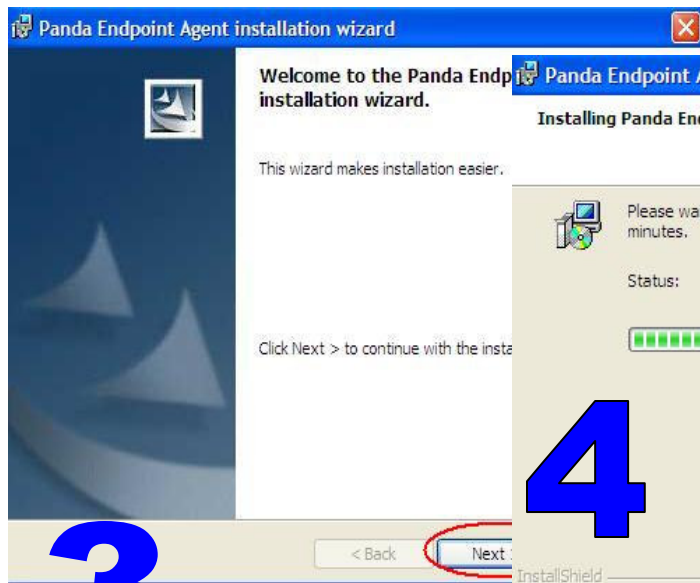 Panda Endpoint Agent installation wizard
Welcome to the Panda Endp
installation wizard.
This wizard makes installation easier.
Click Next > to continue with the insta
< Back
Next
3
Panda Endpoint A
Installing Panda En
Please wa
minutes.
Status:
4
InstallShield